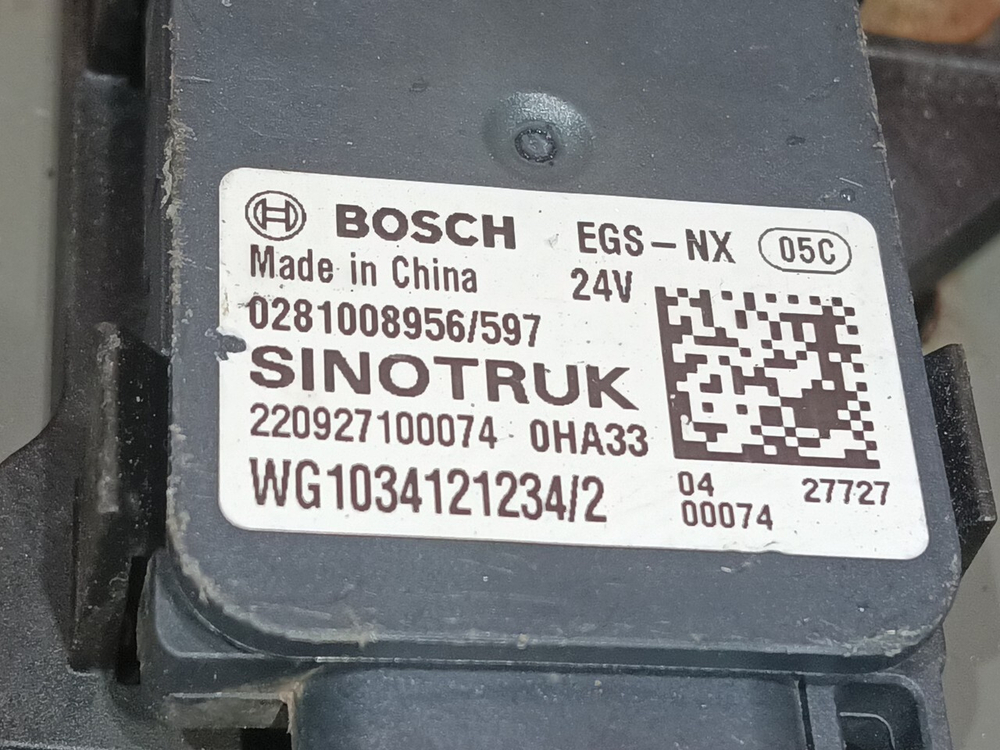 BOSCH EGS-NX 05C
Made in China 24V
0281008956/597
SINOTRUK
220927100074 0HA33
WG1034121234/2
04 27727
00074